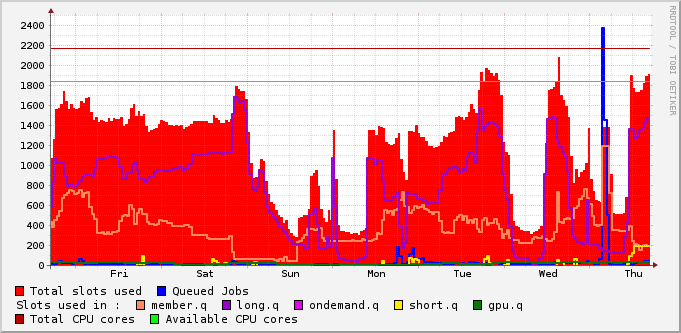 2400
2200
2000
1800
1600
1400
1200
1000
800
600
400
200
0
Fri Sat Sun Mon Tue Wed Thu
Total slots used Queued Jobs
Slots used in : member.q long.q ondemand.q short.q gpu.q
Total CPU cores Available CPU cores
RRDTOOL / TOBI OETIKER